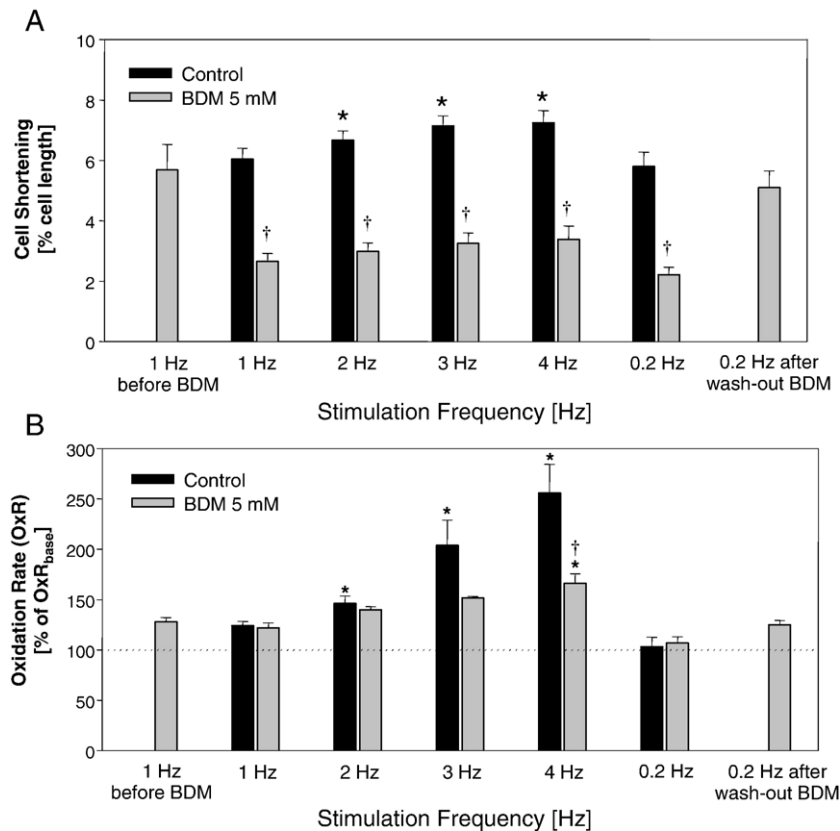 A
Control
BDM 5 mM
Cell Shortening
[% cell length]
10
8
6
4
2
0
*
*
*
†
†
†
†
†
1 Hz
before BDM
1 Hz
2 Hz
3 Hz
4 Hz
0.2 Hz
0.2 Hz after
wash-out BDM
Stimulation Frequency [Hz]
B
Control
BDM 5 mM
Oxidation Rate (OxR)
[% of OxRbase]
300
250
200
150
100
50
0
*
*
*
†
*
1 Hz
before BDM
1 Hz
2 Hz
3 Hz
4 Hz
0.2 Hz
0.2 Hz after
wash-out BDM
Stimulation Frequency [Hz]